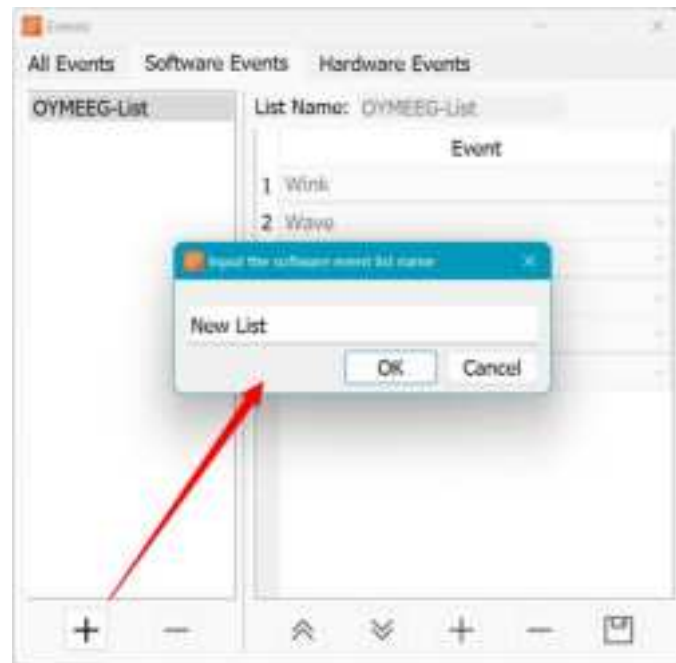 Events
All Events Software Events Hardware Events
OYMEEG-List
List Name: OYMEEG-List
Event
1 Wink
2 Wave
Input the software event list name
New List
OK Cancel